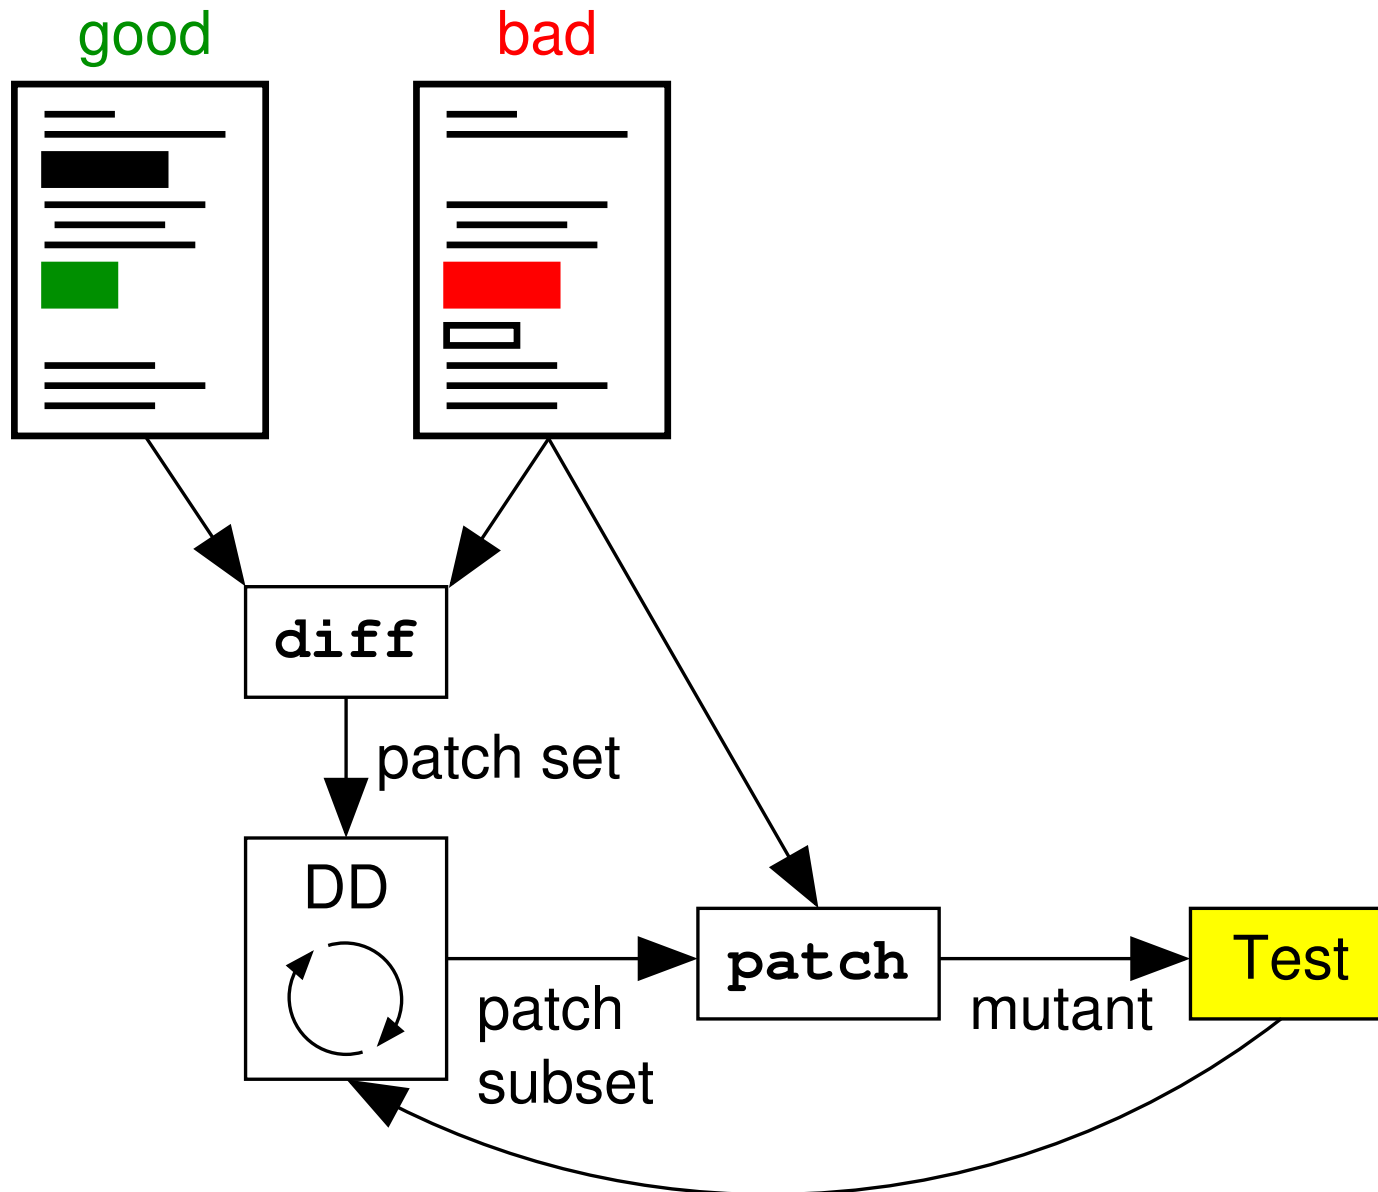 good
bad
diff
patch set
DD
patch
subset
patch
mutant
Test